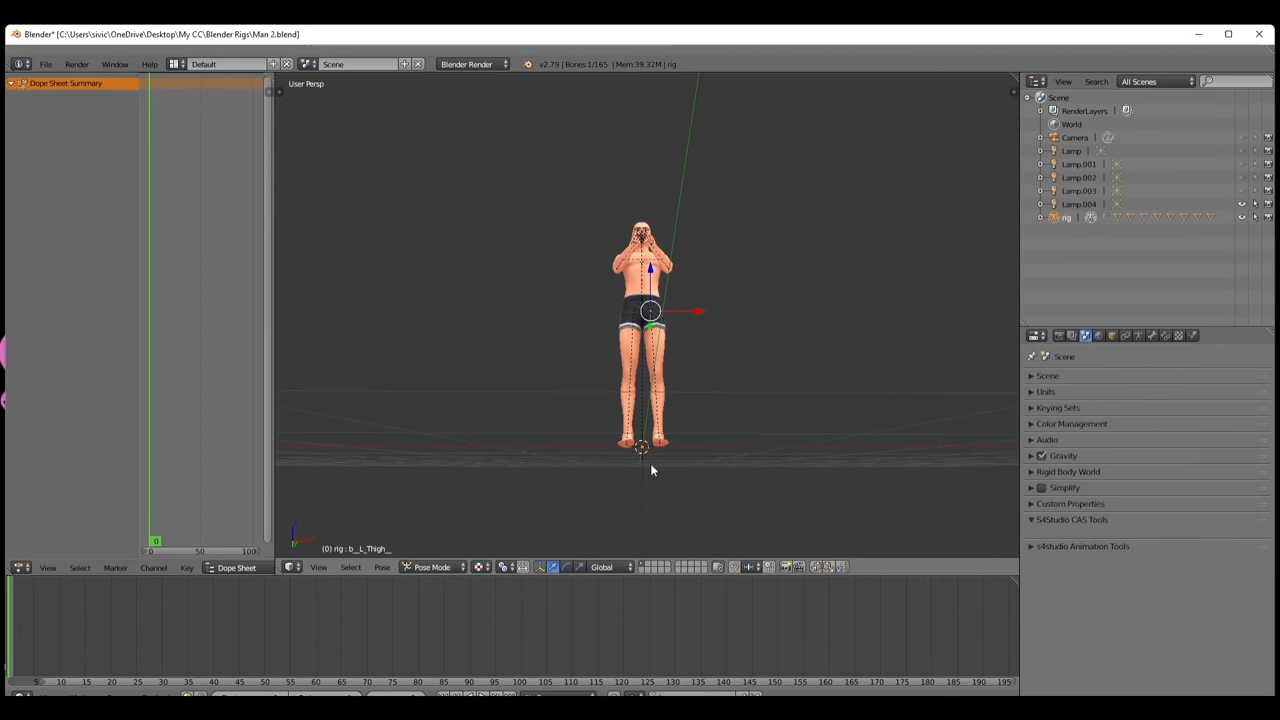 Blender* [C:\Users\sivic\OneDrive\Desktop\My CC\Blender Rigs\Man 2.blend]
File Render Window Help Default Scene Blender Render v2.79 | Bones:1/165 | Mem:39.32M | rig
Dope Sheet Summary
User Persp
View Search All Scenes
Scene
RenderLayers
World
Camera
Lamp
Lamp.001
Lamp.002
Lamp.003
Lamp.004
rig
Scene
Scene
Units
Keying Sets
Color Management
Audio
Gravity
Rigid Body World
Simplify
Custom Properties
S4Studio CAS Tools
s4studio Animation Tools
0
0 50 100
(0) rig : b__L_Thigh__
View Select Marker Channel Key Dope Sheet
View Select Pose Pose Mode Global
5 10 15 20 25 30 35 40 45 50 55 60 65 70 75 80 85 90 95 100 105 110 115 120 125 130 135 140 145 150 155 160 165 170 175 180 185 190 195